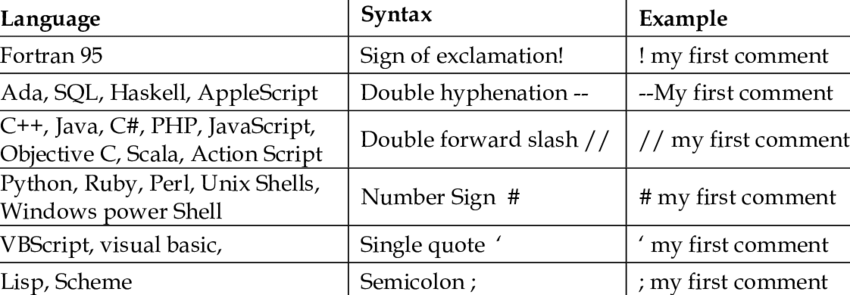 Language Syntax Example
Fortran 95 Sign of exclamation! ! my first comment
Ada, SQL, Haskell, AppleScript Double hyphenation -- --My first comment
C++, Java, C#, PHP, JavaScript,
Objective C, Scala, Action Script Double forward slash // // my first comment
Python, Ruby, Perl, Unix Shells,
Windows power Shell Number Sign # # my first comment
VBScript, visual basic, Single quote ‘ ‘ my first comment
Lisp, Scheme Semicolon ; ; my first comment